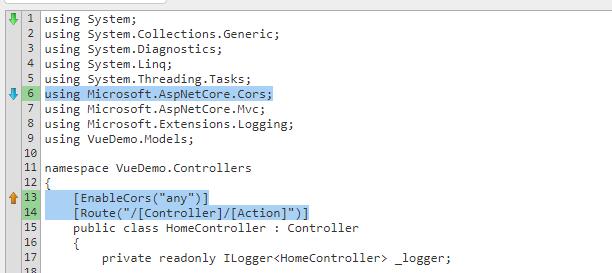 1 using System;
2 using System.Collections.Generic;
3 using System.Diagnostics;
4 using System.Linq;
5 using System.Threading.Tasks;
6 using Microsoft.AspNetCore.Cors;
7 using Microsoft.AspNetCore.Mvc;
8 using Microsoft.Extensions.Logging;
9 using VueDemo.Models;
10
11 namespace VueDemo.Controllers
12 {
13     [EnableCors("any")]
14     [Route("/[Controller]/[Action]")]
15     public class HomeController : Controller
16     {
17         private readonly ILogger<HomeController> _logger;